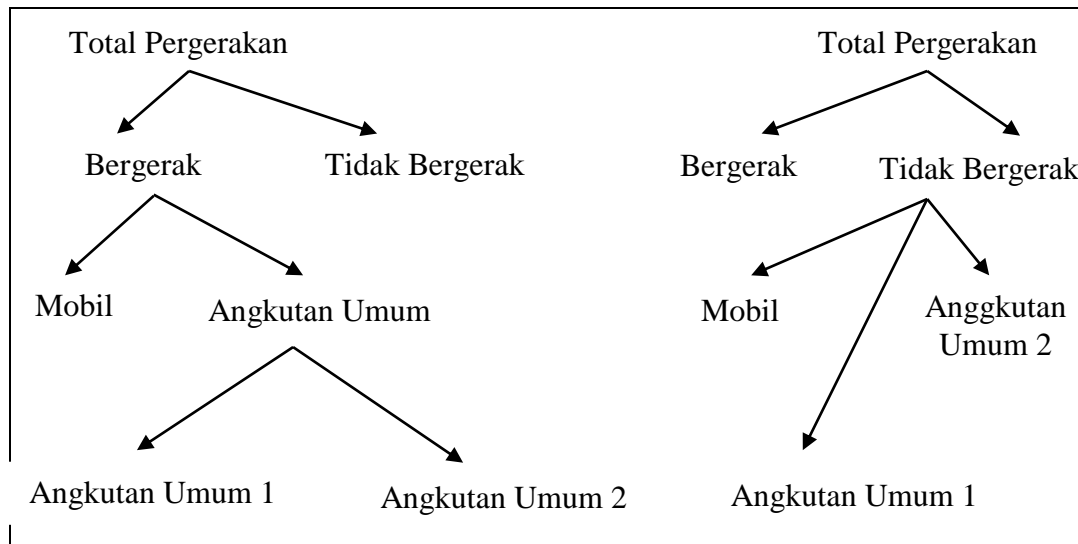 Total Pergerakan
Bergerak
Tidak Bergerak
Mobil
Angkutan Umum
Angkutan Umum 1
Angkutan Umum 2
Total Pergerakan
Bergerak
Tidak Bergerak
Mobil
Anggkutan
Umum 2
Angkutan Umum 1